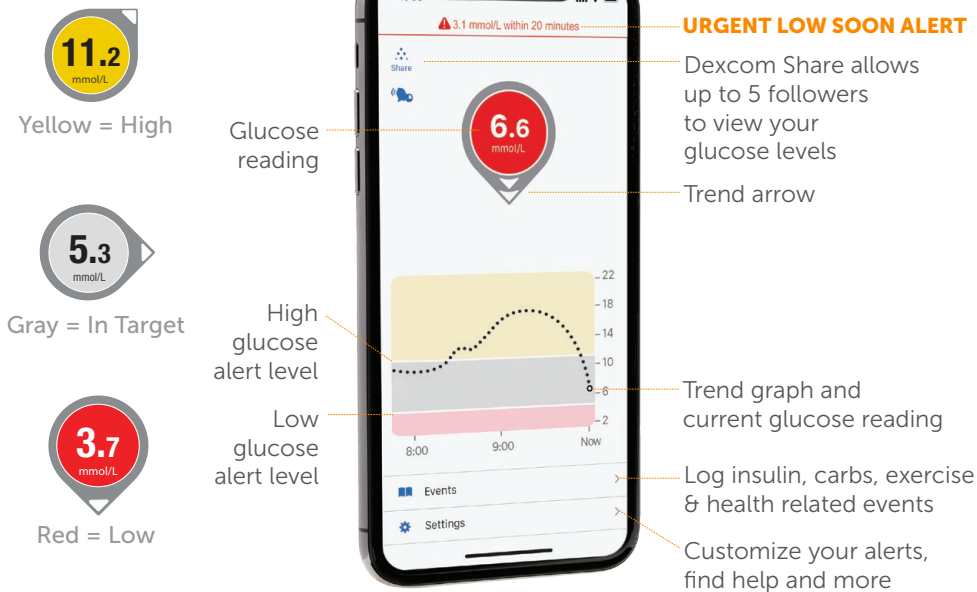 11.2
mmol/L
Yellow = High
5.3
mmol/L
Gray = In Target
3.7
mmol/L
Red = Low
Glucose
reading
High
glucose
alert level
Low
glucose
alert level
3.1 mmol/L within 20 minutes
Share
6.6
mmol/L
22
18
14
10
6
2
8:00
9:00
Now
Events
Settings
URGENT LOW SOON ALERT
Dexcom Share allows
up to 5 followers
to view your
glucose levels
Trend arrow
Trend graph and
current glucose reading
Log insulin, carbs, exercise
& health related events
Customize your alerts,
find help and more